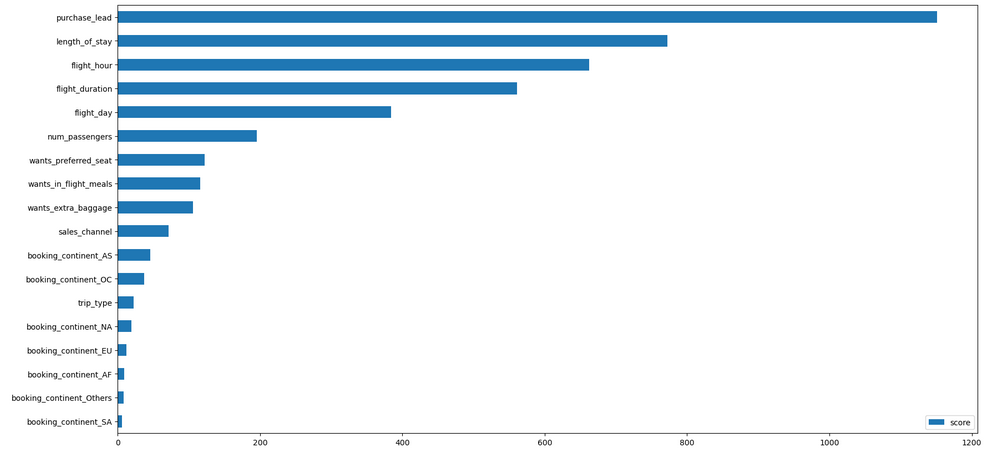 purchase_lead
length_of_stay
flight_hour
flight_duration
flight_day
num_passengers
wants_preferred_seat
wants_in_flight_meals
wants_extra_baggage
sales_channel
booking_continent_AS
booking_continent_OC
trip_type
booking_continent_NA
booking_continent_EU
booking_continent_AF
booking_continent_Others
booking_continent_SA
score
0 200 400 600 800 1000 1200